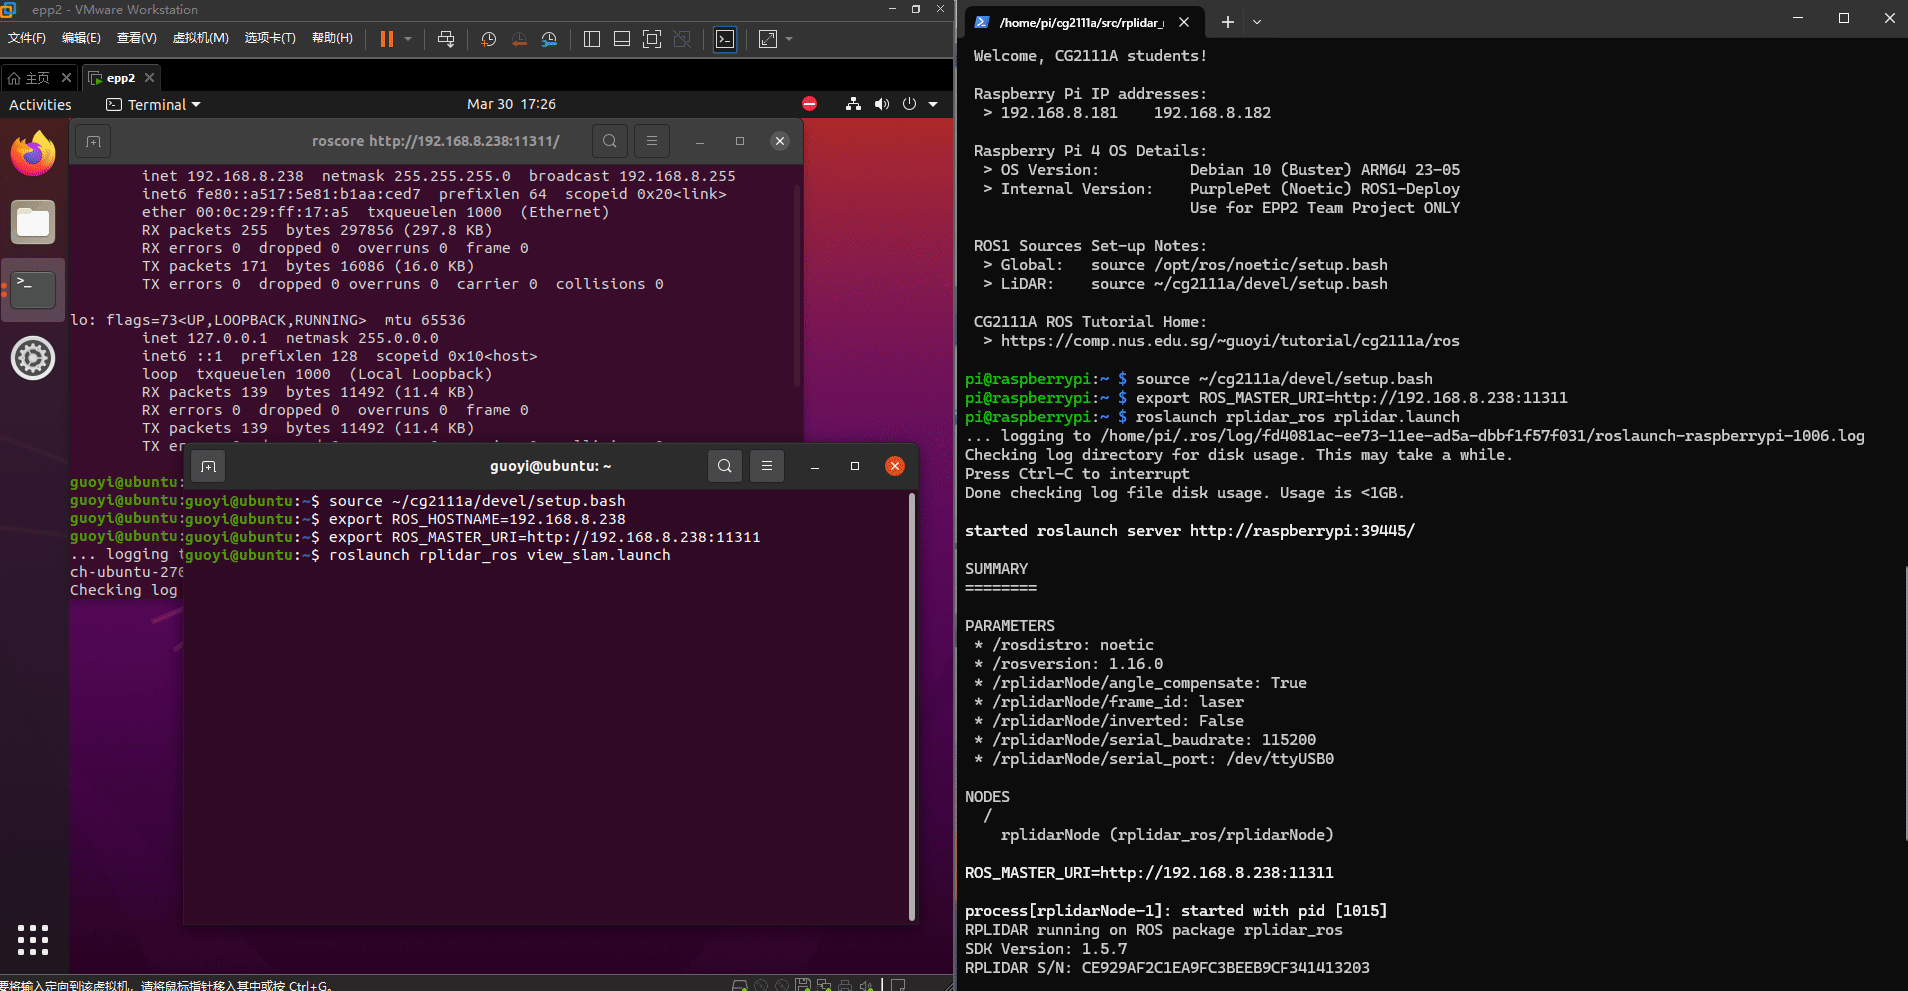 epp2 - VMware Workstation
文件(F) 编辑(E) 查看(V) 虚拟机(M) 选项卡(T) 帮助(H)
主页 epp2
Activities Terminal Mar 30 17:26
roscore http://192.168.8.238:11311/
inet 192.168.8.238 netmask 255.255.255.0 broadcast 192.168.8.255
inet6 fe80::a517:5e81:b1aa:ced7 prefixlen 64 scopeid 0x20<link>
ether 00:0c:29:ff:17:a5 txqueuelen 1000 (Ethernet)
RX packets 255 bytes 297856 (297.8 KB)
RX errors 0 dropped 0 overruns 0 frame 0
TX packets 171 bytes 16086 (16.0 KB)
TX errors 0 dropped 0 overruns 0 carrier 0 collisions 0
lo: flags=73<UP,LOOPBACK,RUNNING> mtu 65536
inet 127.0.0.1 netmask 255.0.0.0
inet6 ::1 prefixlen 128 scopeid 0x10<host>
loop txqueuelen 1000 (Local Loopback)
RX packets 139 bytes 11492 (11.4 KB)
RX errors 0 dropped 0 overruns 0 frame 0
TX packets 139 bytes 11492 (11.4 KB)
TX
guoyi@ubuntu:
guoyi@ubuntu:
guoyi@ubuntu:
guoyi@ubuntu:
... logging
ch-ubuntu-270
Checking log
guoyi@ubuntu: ~
guoyi@ubuntu:~$ source ~/cg2111a/devel/setup.bash
guoyi@ubuntu:~$ export ROS_HOSTNAME=192.168.8.238
guoyi@ubuntu:~$ export ROS_MASTER_URI=http://192.168.8.238:11311
guoyi@ubuntu:~$ roslaunch rplidar_ros view_slam.launch
要将输入定向到该虚拟机，请将鼠标指针移入其中或按 Ctrl+G。
/home/pi/cg2111a/src/rplidar_
Welcome, CG2111A students!
Raspberry Pi IP addresses:
> 192.168.8.181 192.168.8.182
Raspberry Pi 4 OS Details:
> OS Version: Debian 10 (Buster) ARM64 23-05
> Internal Version: PurplePet (Noetic) ROS1-Deploy
Use for EPP2 Team Project ONLY
ROS1 Sources Set-up Notes:
> Global: source /opt/ros/noetic/setup.bash
> LiDAR: source ~/cg2111a/devel/setup.bash
CG2111A ROS Tutorial Home:
> https://comp.nus.edu.sg/~guoyi/tutorial/cg2111a/ros
pi@raspberrypi:~ $ source ~/cg2111a/devel/setup.bash
pi@raspberrypi:~ $ export ROS_MASTER_URI=http://192.168.8.238:11311
pi@raspberrypi:~ $ roslaunch rplidar_ros rplidar.launch
... logging to /home/pi/.ros/log/fd4081ac-ee73-11ee-ad5a-dbbf1f57f031/roslaunch-raspberrypi-1006.log
Checking log directory for disk usage. This may take a while.
Press Ctrl-C to interrupt
Done checking log file disk usage. Usage is <1GB.
started roslaunch server http://raspberrypi:39445/
SUMMARY
========
PARAMETERS
* /rosdistro: noetic
* /rosversion: 1.16.0
* /rplidarNode/angle_compensate: True
* /rplidarNode/frame_id: laser
* /rplidarNode/inverted: False
* /rplidarNode/serial_baudrate: 115200
* /rplidarNode/serial_port: /dev/ttyUSB0
NODES
/
rplidarNode (rplidar_ros/rplidarNode)
ROS_MASTER_URI=http://192.168.8.238:11311
process[rplidarNode-1]: started with pid [1015]
RPLIDAR running on ROS package rplidar_ros
SDK Version: 1.5.7
RPLIDAR S/N: CE929AF2C1EA9FC3BEEB9CF341413203